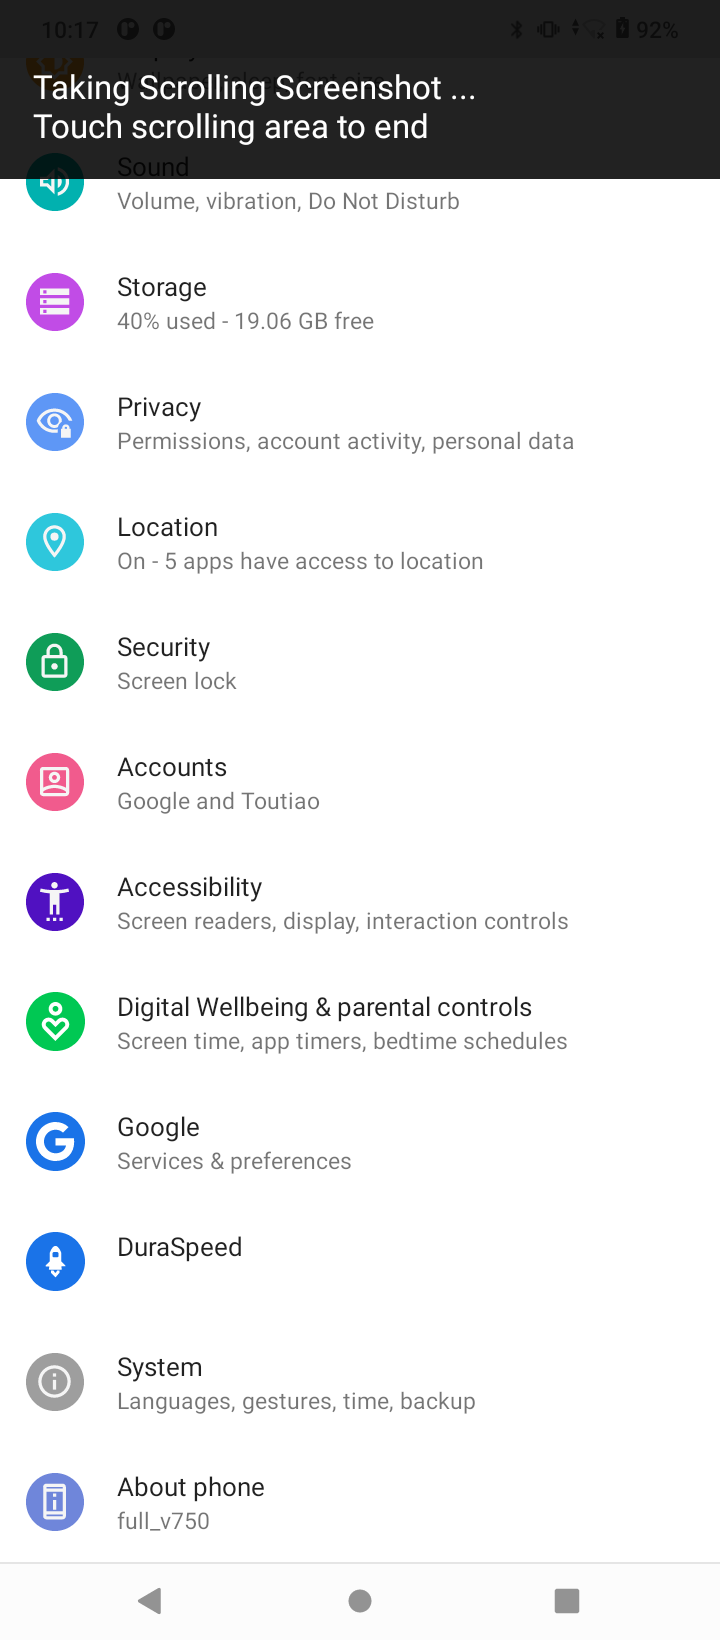 10:17
92%
Taking Scrolling Screenshot ...
Touch scrolling area to end
Sound
Volume, vibration, Do Not Disturb
Storage
40% used - 19.06 GB free
Privacy
Permissions, account activity, personal data
Location
On - 5 apps have access to location
Security
Screen lock
Accounts
Google and Toutiao
Accessibility
Screen readers, display, interaction controls
Digital Wellbeing & parental controls
Screen time, app timers, bedtime schedules
Google
Services & preferences
DuraSpeed
System
Languages, gestures, time, backup
About phone
full_v750